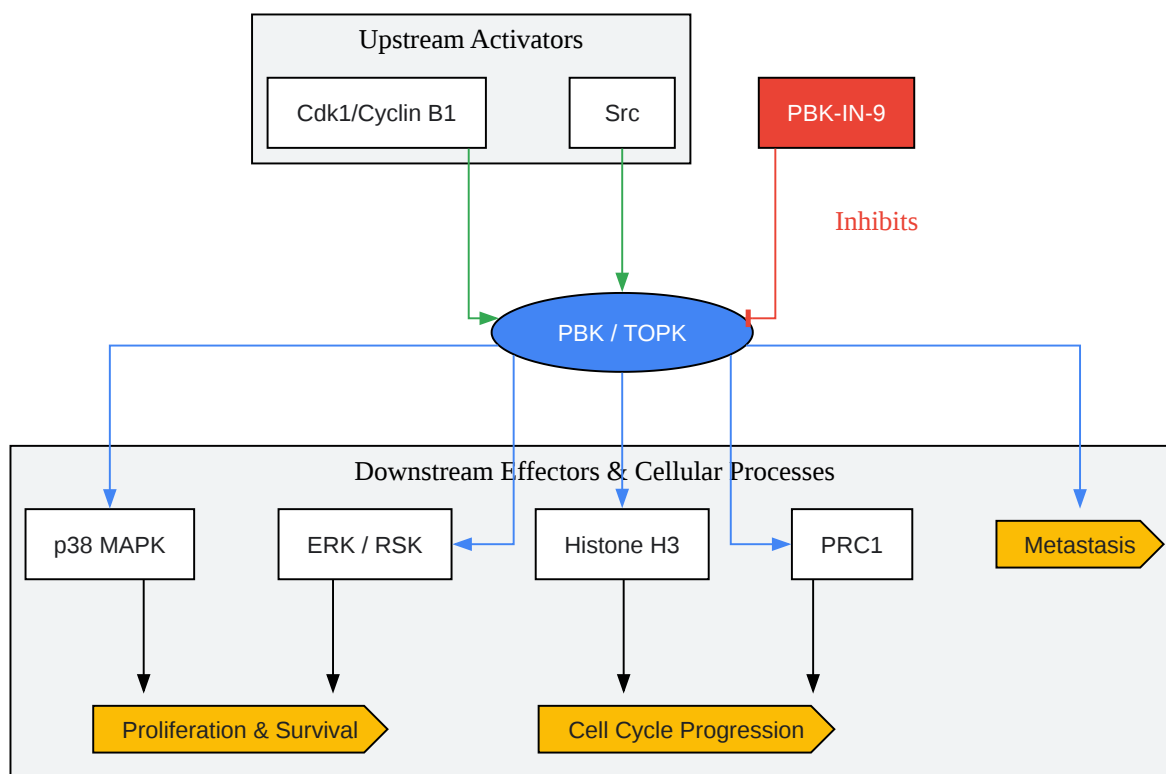 Upstream Activators
Cdk1/Cyclin B1
Src
PBK-IN-9
Inhibits
PBK / TOPK
Downstream Effectors & Cellular Processes
p38 MAPK
ERK / RSK
Histone H3
PRC1
Metastasis
Proliferation & Survival
Cell Cycle Progression